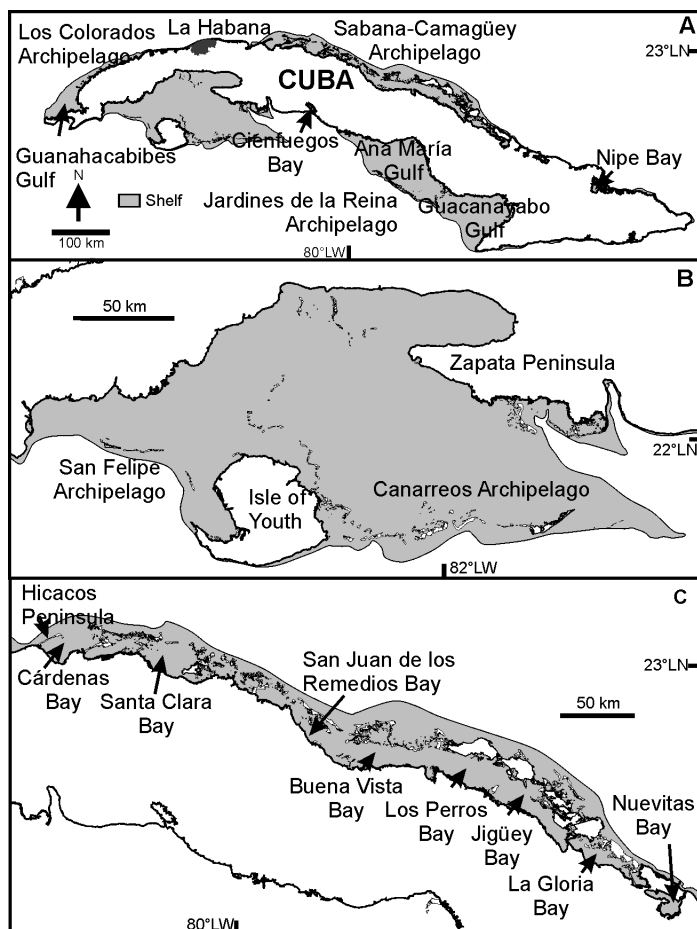 A
Los Colorados
Archipelago
La Habana
Sabana-Camagüey
Archipelago
23°LN
CUBA
Guanahacabibes
Gulf
Cienfuegos
Bay
Ana María
Gulf
Nipe Bay
N
Shelf
Jardines de la Reina
Archipelago
Guacanayabo
Gulf
100 km
80°LW
B
50 km
Zapata Peninsula
22°LN
San Felipe
Archipelago
Isle of
Youth
Canarreos Archipelago
82°LW
C
Hicacos
Peninsula
23°LN
Cárdenas
Bay
Santa Clara
Bay
San Juan de los
Remedios Bay
50 km
Buena Vista
Bay
Los Perros
Bay
Jigüey
Bay
Nuevitas
Bay
La Gloria
Bay
80°LW